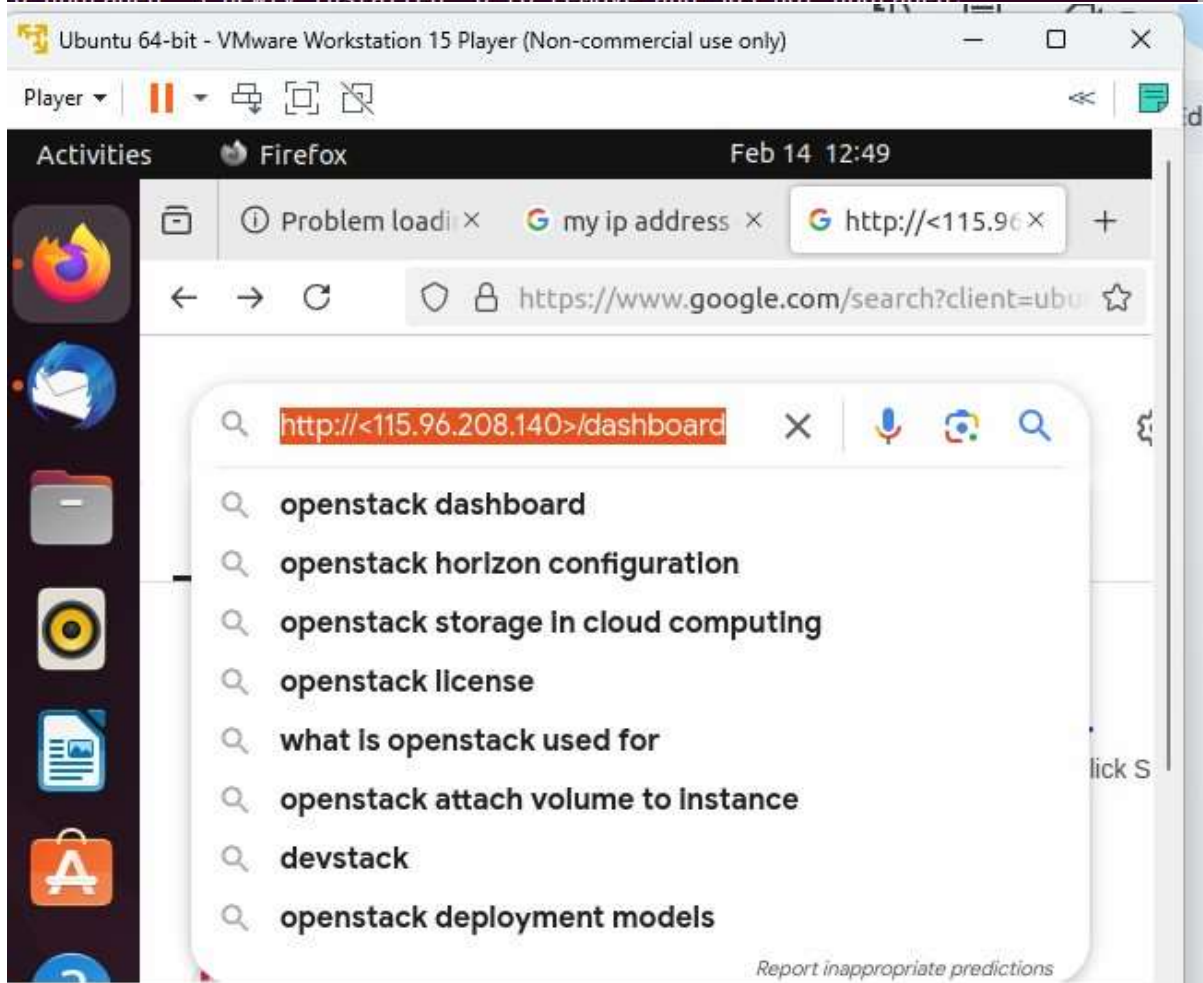 Ubuntu 64-bit - VMware Workstation 15 Player (Non-commercial use only)
Player
Activities Firefox Feb 14 12:49
Problem loadi my ip address http://<115.96
https://www.google.com/search?client=ubu
http://<115.96.208.140>/dashboard
openstack dashboard
openstack horizon configuration
openstack storage in cloud computing
openstack license
what is openstack used for
lick S
openstack attach volume to instance
devstack
openstack deployment models
Report inappropriate predictions